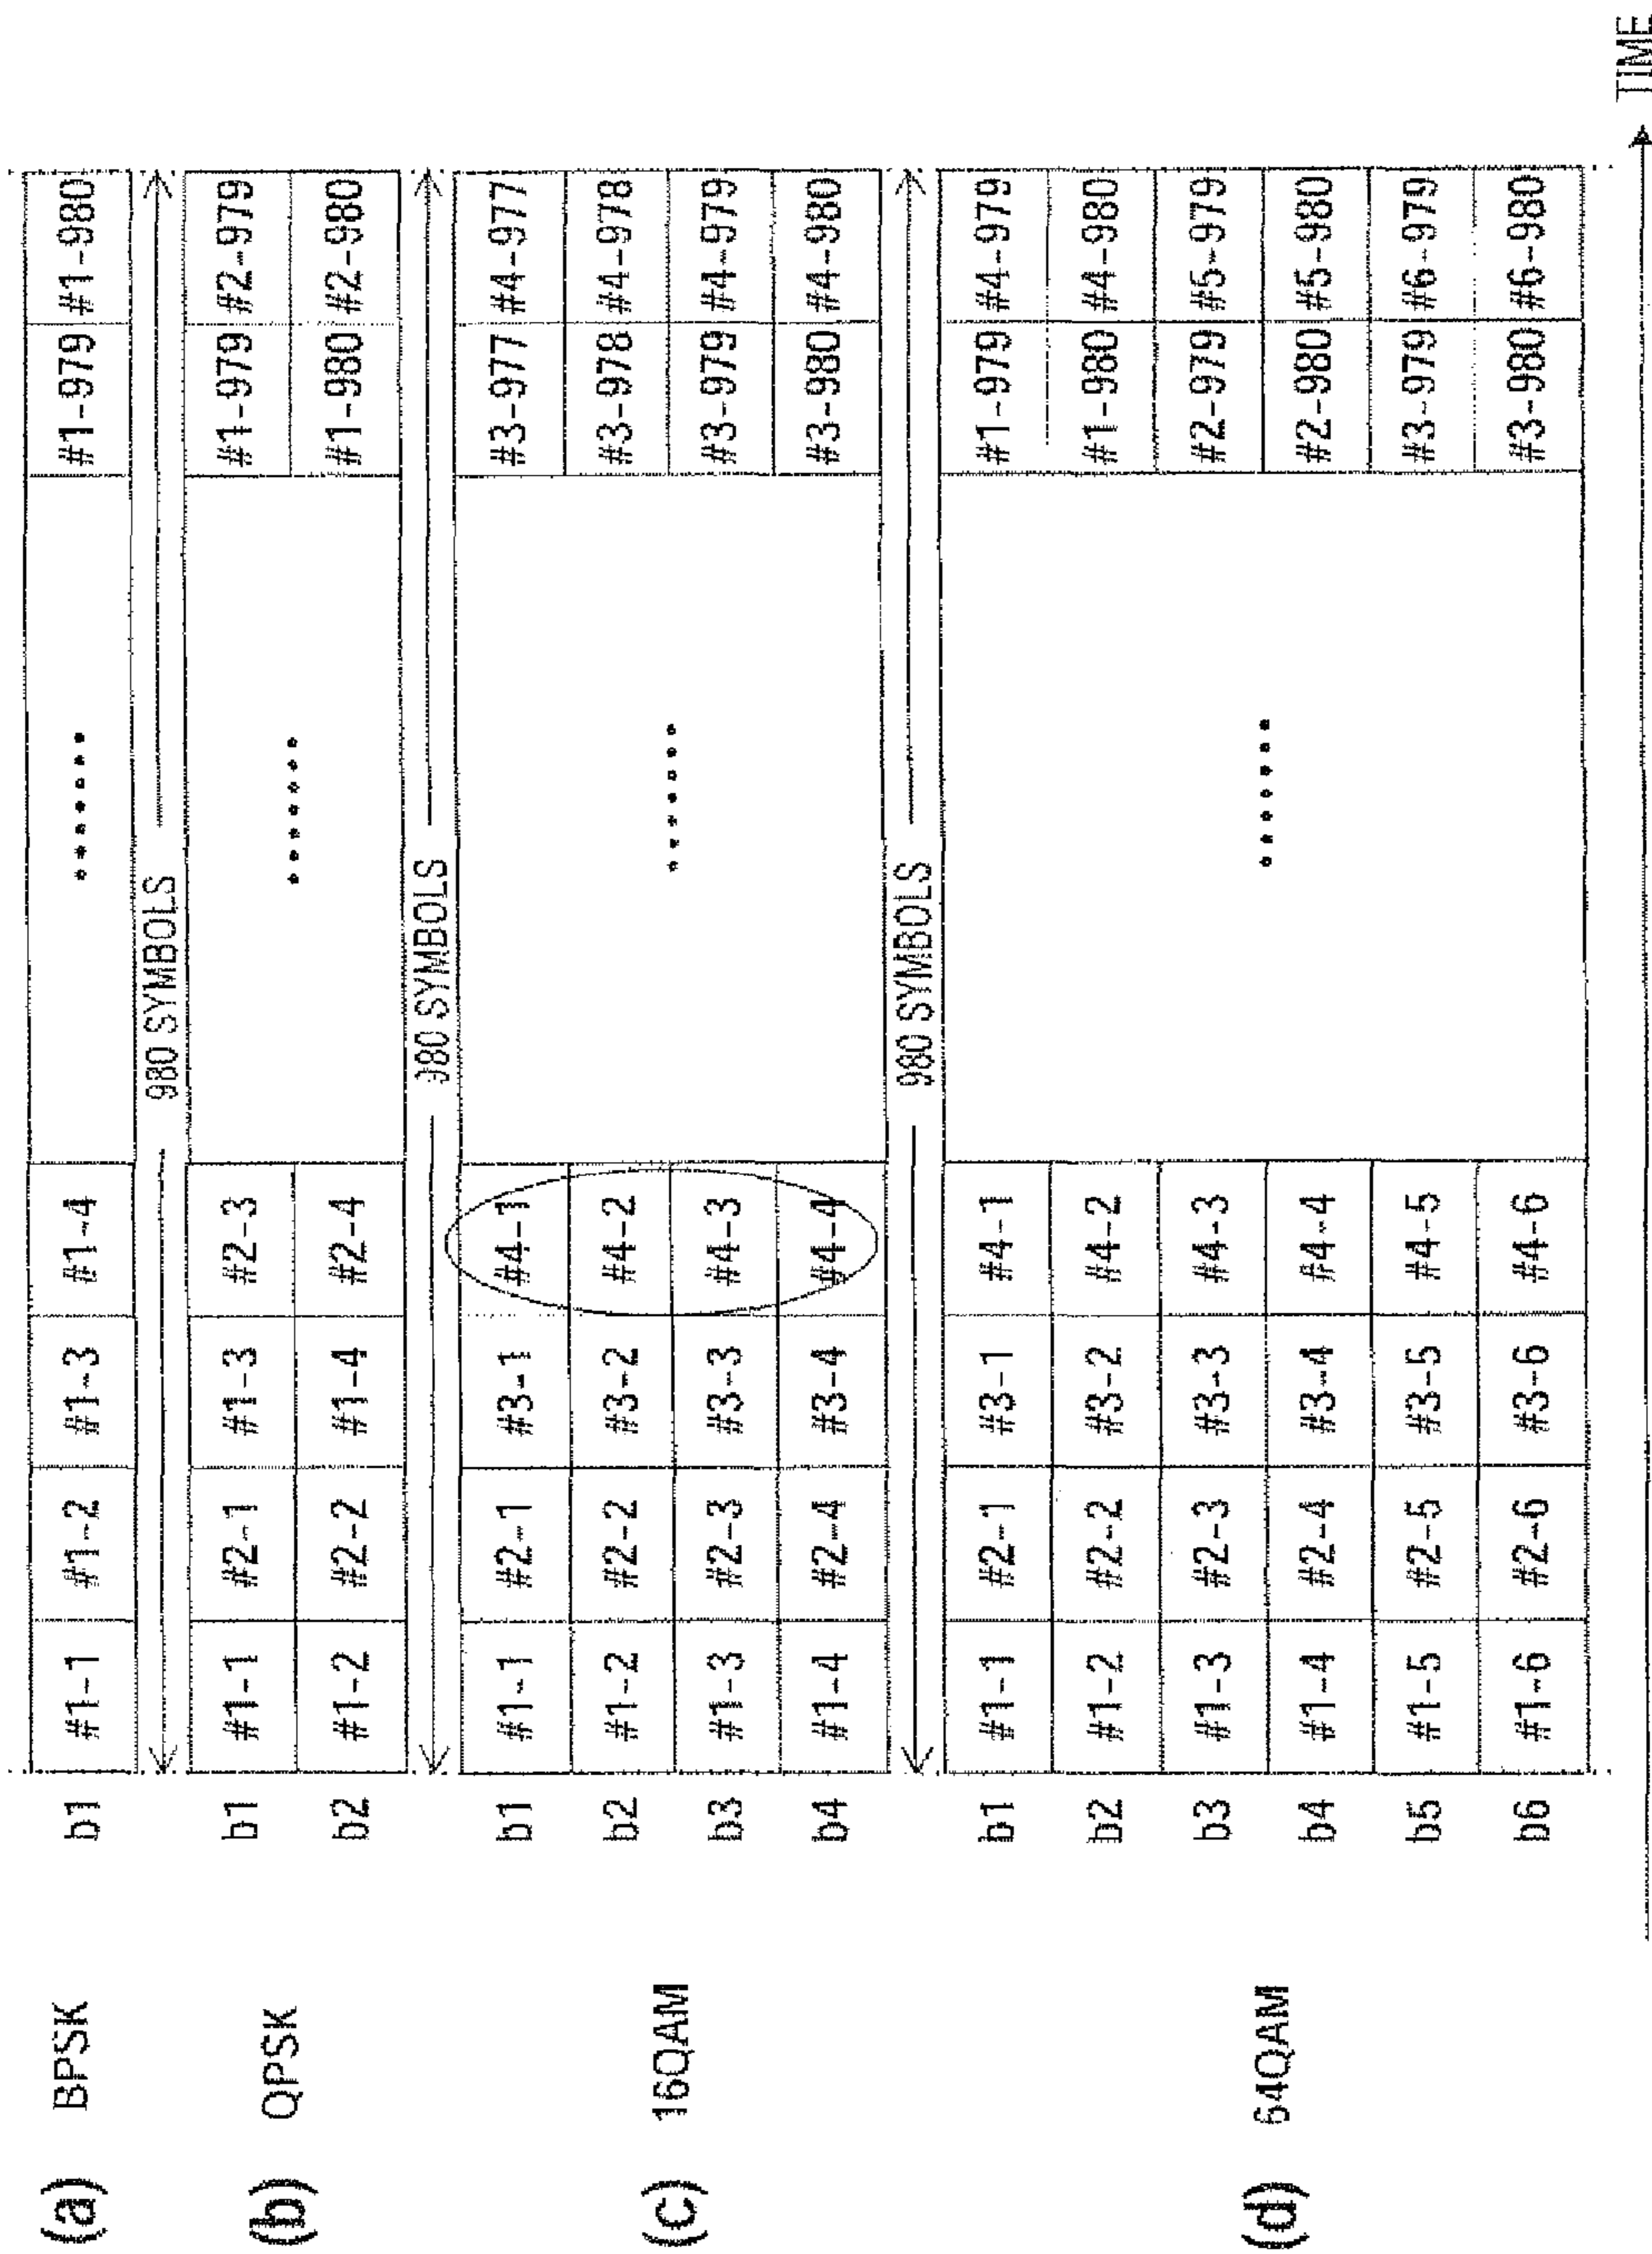 (a) BPSK
b1 #1-1 #1-2 #1-3 #1-4 ...... #1-979 #1-980
980 SYMBOLS
(b) QPSK
b1 #1-1 #2-1 #1-3 #2-3 ...... #1-979 #2-979
b2 #1-2 #2-2 #1-4 #2-4 #1-980 #2-980
980 SYMBOLS
(c) 16QAM
b1 #1-1 #2-1 #3-1 #4-1 ...... #3-977 #4-977
b2 #1-2 #2-2 #3-2 #4-2 #3-978 #4-978
b3 #1-3 #2-3 #3-3 #4-3 #3-979 #4-979
b4 #1-4 #2-4 #3-4 #4-4 #3-980 #4-980
980 SYMBOLS
(d) 64QAM
b1 #1-1 #2-1 #3-1 #4-1 ...... #1-979 #4-979
b2 #1-2 #2-2 #3-2 #4-2 #1-980 #4-980
b3 #1-3 #2-3 #3-3 #4-3 #2-979 #5-979
b4 #1-4 #2-4 #3-4 #4-4 #2-980 #5-980
b5 #1-5 #2-5 #3-5 #4-5 #3-979 #6-979
b6 #1-6 #2-6 #3-6 #4-6 #3-980 #6-980
TIME